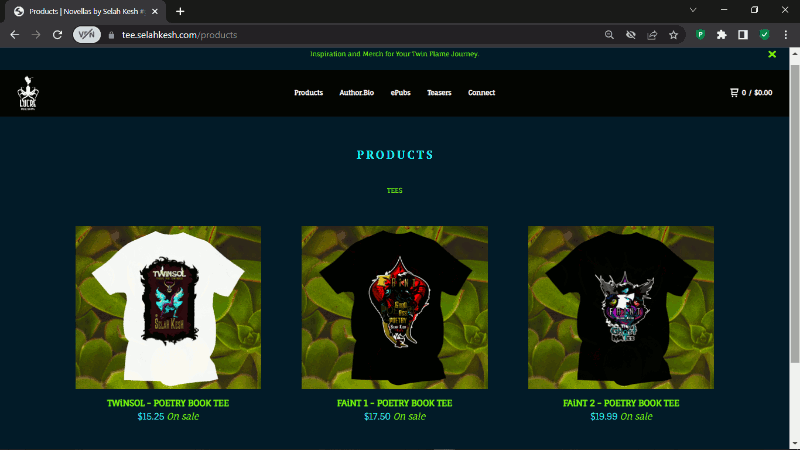 Products | Novellas by Selah Kesh
tee.selahkesh.com/products
Inspiration and Merch for Your Twin Flame Journey.
Products Author.Bio ePubs Teasers Connect
0 / $0.00
PRODUCTS
TEES
TWiNSOL
SELAH KESH
TWiNSOL – POETRY BOOK TEE
$15.25 On sale
FAiNT 1 – POETRY BOOK TEE
$17.50 On sale
FAiNT 2 – POETRY BOOK TEE
$19.99 On sale